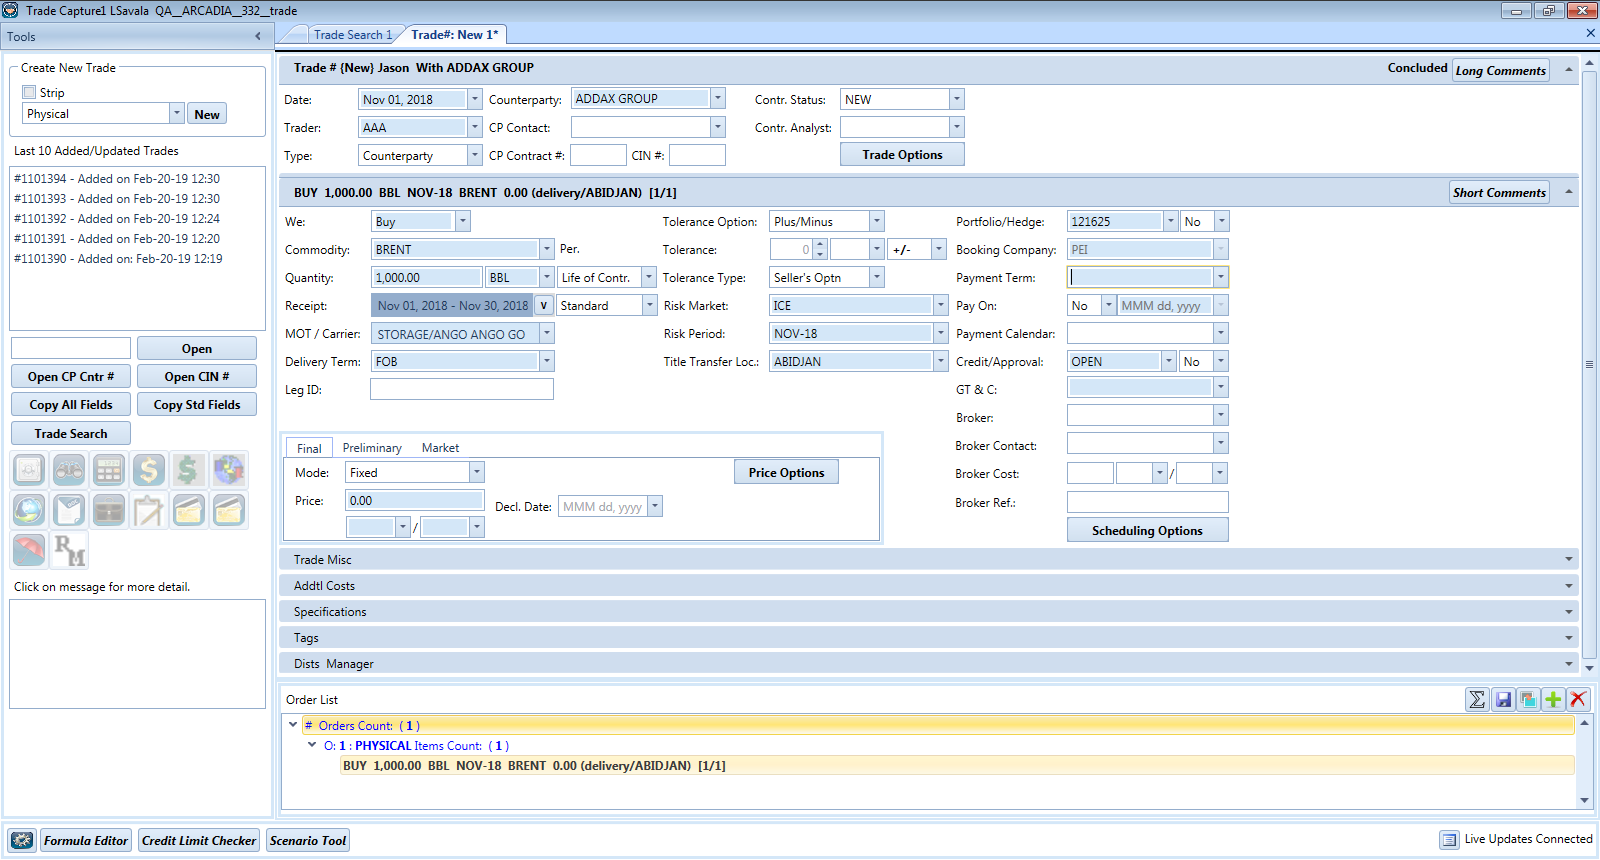 Trade Capture1 LSavala QA__ARCADIA__332__trade
Tools
Trade Search 1
Trade#: New 1*
Create New Trade
Strip
Physical New
Last 10 Added/Updated Trades
#1101394 - Added on Feb-20-19 12:30
#1101393 - Added on Feb-20-19 12:30
#1101392 - Added on Feb-20-19 12:24
#1101391 - Added on Feb-20-19 12:20
#1101390 - Added on: Feb-20-19 12:19
Open
Open CP Cntr # Open CIN #
Copy All Fields Copy Std Fields
Trade Search
RM
Click on message for more detail.
Trade # {New} Jason With ADDAX GROUP Concluded Long Comments
Date: Nov 01, 2018 Counterparty: ADDAX GROUP Contr. Status: NEW
Trader: AAA CP Contact: Contr. Analyst:
Type: Counterparty CP Contract #: CIN #: Trade Options
BUY 1,000.00 BBL NOV-18 BRENT 0.00 (delivery/ABIDJAN) [1/1] Short Comments
We: Buy Tolerance Option: Plus/Minus Portfolio/Hedge: 121625 No
Commodity: BRENT Per. Tolerance: 0 +/- Booking Company: PEI
Quantity: 1,000.00 BBL Life of Contr. Tolerance Type: Seller's Optn Payment Term:
Receipt: Nov 01, 2018 - Nov 30, 2018 v Standard Risk Market: ICE Pay On: No MMM dd, yyyy
MOT / Carrier: STORAGE/ANGO ANGO GO Risk Period: NOV-18 Payment Calendar:
Delivery Term: FOB Title Transfer Loc.: ABIDJAN Credit/Approval: OPEN No
Leg ID: GT & C:
Broker:
Broker Contact:
Broker Cost: /
Broker Ref.:
Scheduling Options
Final Preliminary Market
Mode: Fixed Price Options
Price: 0.00 Decl. Date: MMM dd, yyyy
/
Trade Misc
Addtl Costs
Specifications
Tags
Dists Manager
Order List
# Orders Count: ( 1 )
O: 1 : PHYSICAL Items Count: ( 1 )
BUY 1,000.00 BBL NOV-18 BRENT 0.00 (delivery/ABIDJAN) [1/1]
Formula Editor Credit Limit Checker Scenario Tool Live Updates Connected